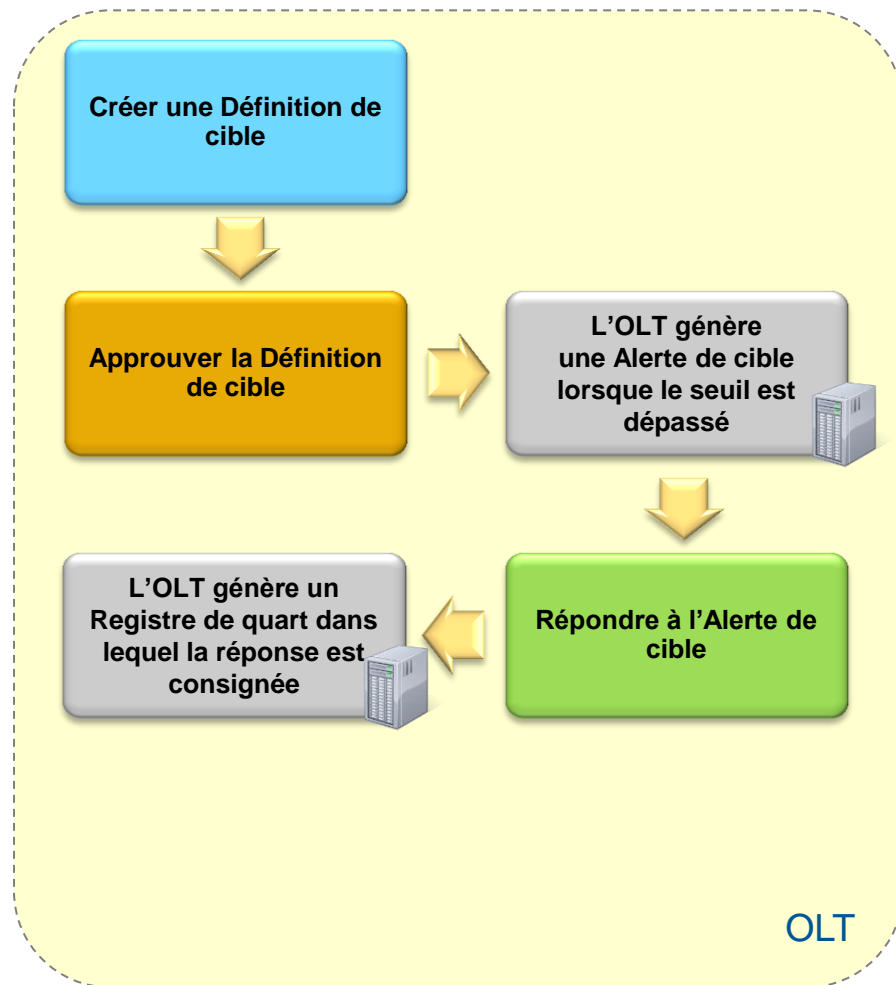 Créer une Définition de
cible
Approuver la Définition
de cible
L’OLT génère
une Alerte de cible
lorsque le seuil est
dépassé
Répondre à l’Alerte de
cible
L’OLT génère un
Registre de quart dans
lequel la réponse est
consignée
OLT